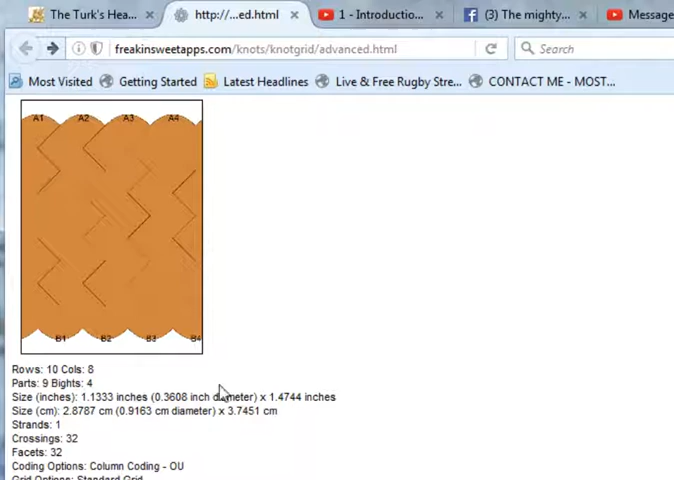 The Turk's Hea...
http://...ed.html
1 - Introductio...
(3) The mighty...
Message
freakinsweetapps.com/knots/knotgrid/advanced.html
Search
Most Visited
Getting Started
Latest Headlines
Live & Free Rugby Stre...
CONTACT ME - MOST...
A1 A2 A3 A4
B1 B2 B3 B4
Rows: 10 Cols: 8
Parts: 9 Bights: 4
Size (inches): 1.1333 inches (0.3608 inch diameter) x 1.4744 inches
Size (cm): 2.8787 cm (0.9163 cm diameter) x 3.7451 cm
Strands: 1
Crossings: 32
Facets: 32
Coding Options: Column Coding - OU
Grid Options: Standard Grid